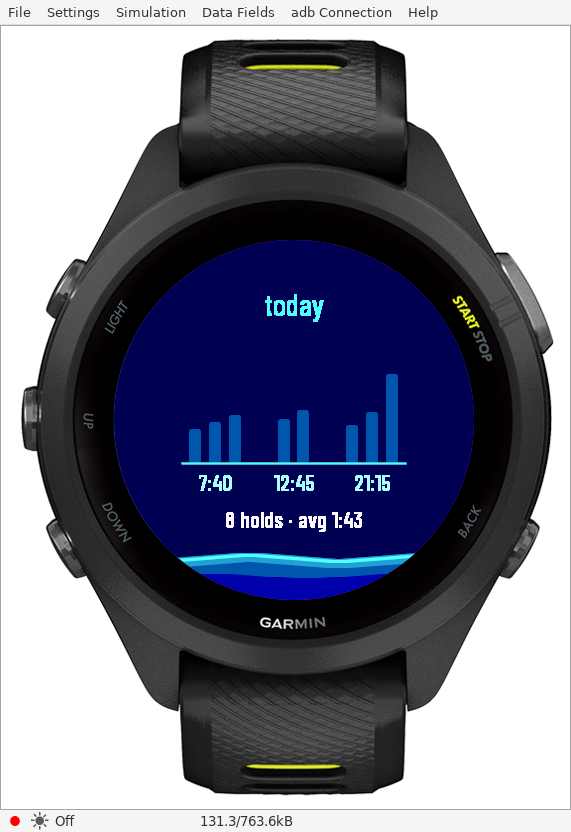 File Settings Simulation Data Fields adb Connection Help
today
LIGHT
START STOP
UP
7:40 12:45 21:15
8 holds · avg 1:43
DOWN
BACK
GARMIN
Off 131.3/763.6kB